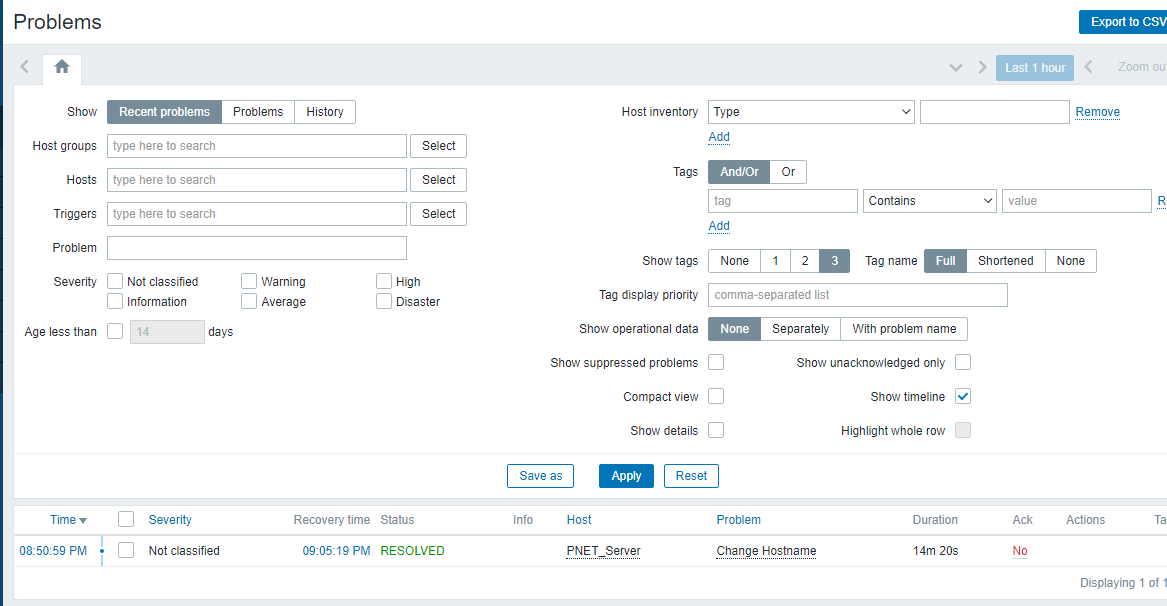 Problems
Export to CSV
Last 1 hour
Zoom out
Show Recent problems Problems History
Host groups type here to search Select
Hosts type here to search Select
Triggers type here to search Select
Problem
Severity Not classified Warning High
Information Average Disaster
Age less than 14 days
Host inventory Type Remove
Add
Tags And/Or Or
tag Contains value R
Add
Show tags None 1 2 3 Tag name Full Shortened None
Tag display priority comma-separated list
Show operational data None Separately With problem name
Show suppressed problems Show unacknowledged only
Compact view Show timeline
Show details Highlight whole row
Save as Apply Reset
Time Severity Recovery time Status Info Host Problem Duration Ack Actions Ta
08:50:59 PM Not classified 09:05:19 PM RESOLVED PNET_Server Change Hostname 14m 20s No
Displaying 1 of 1